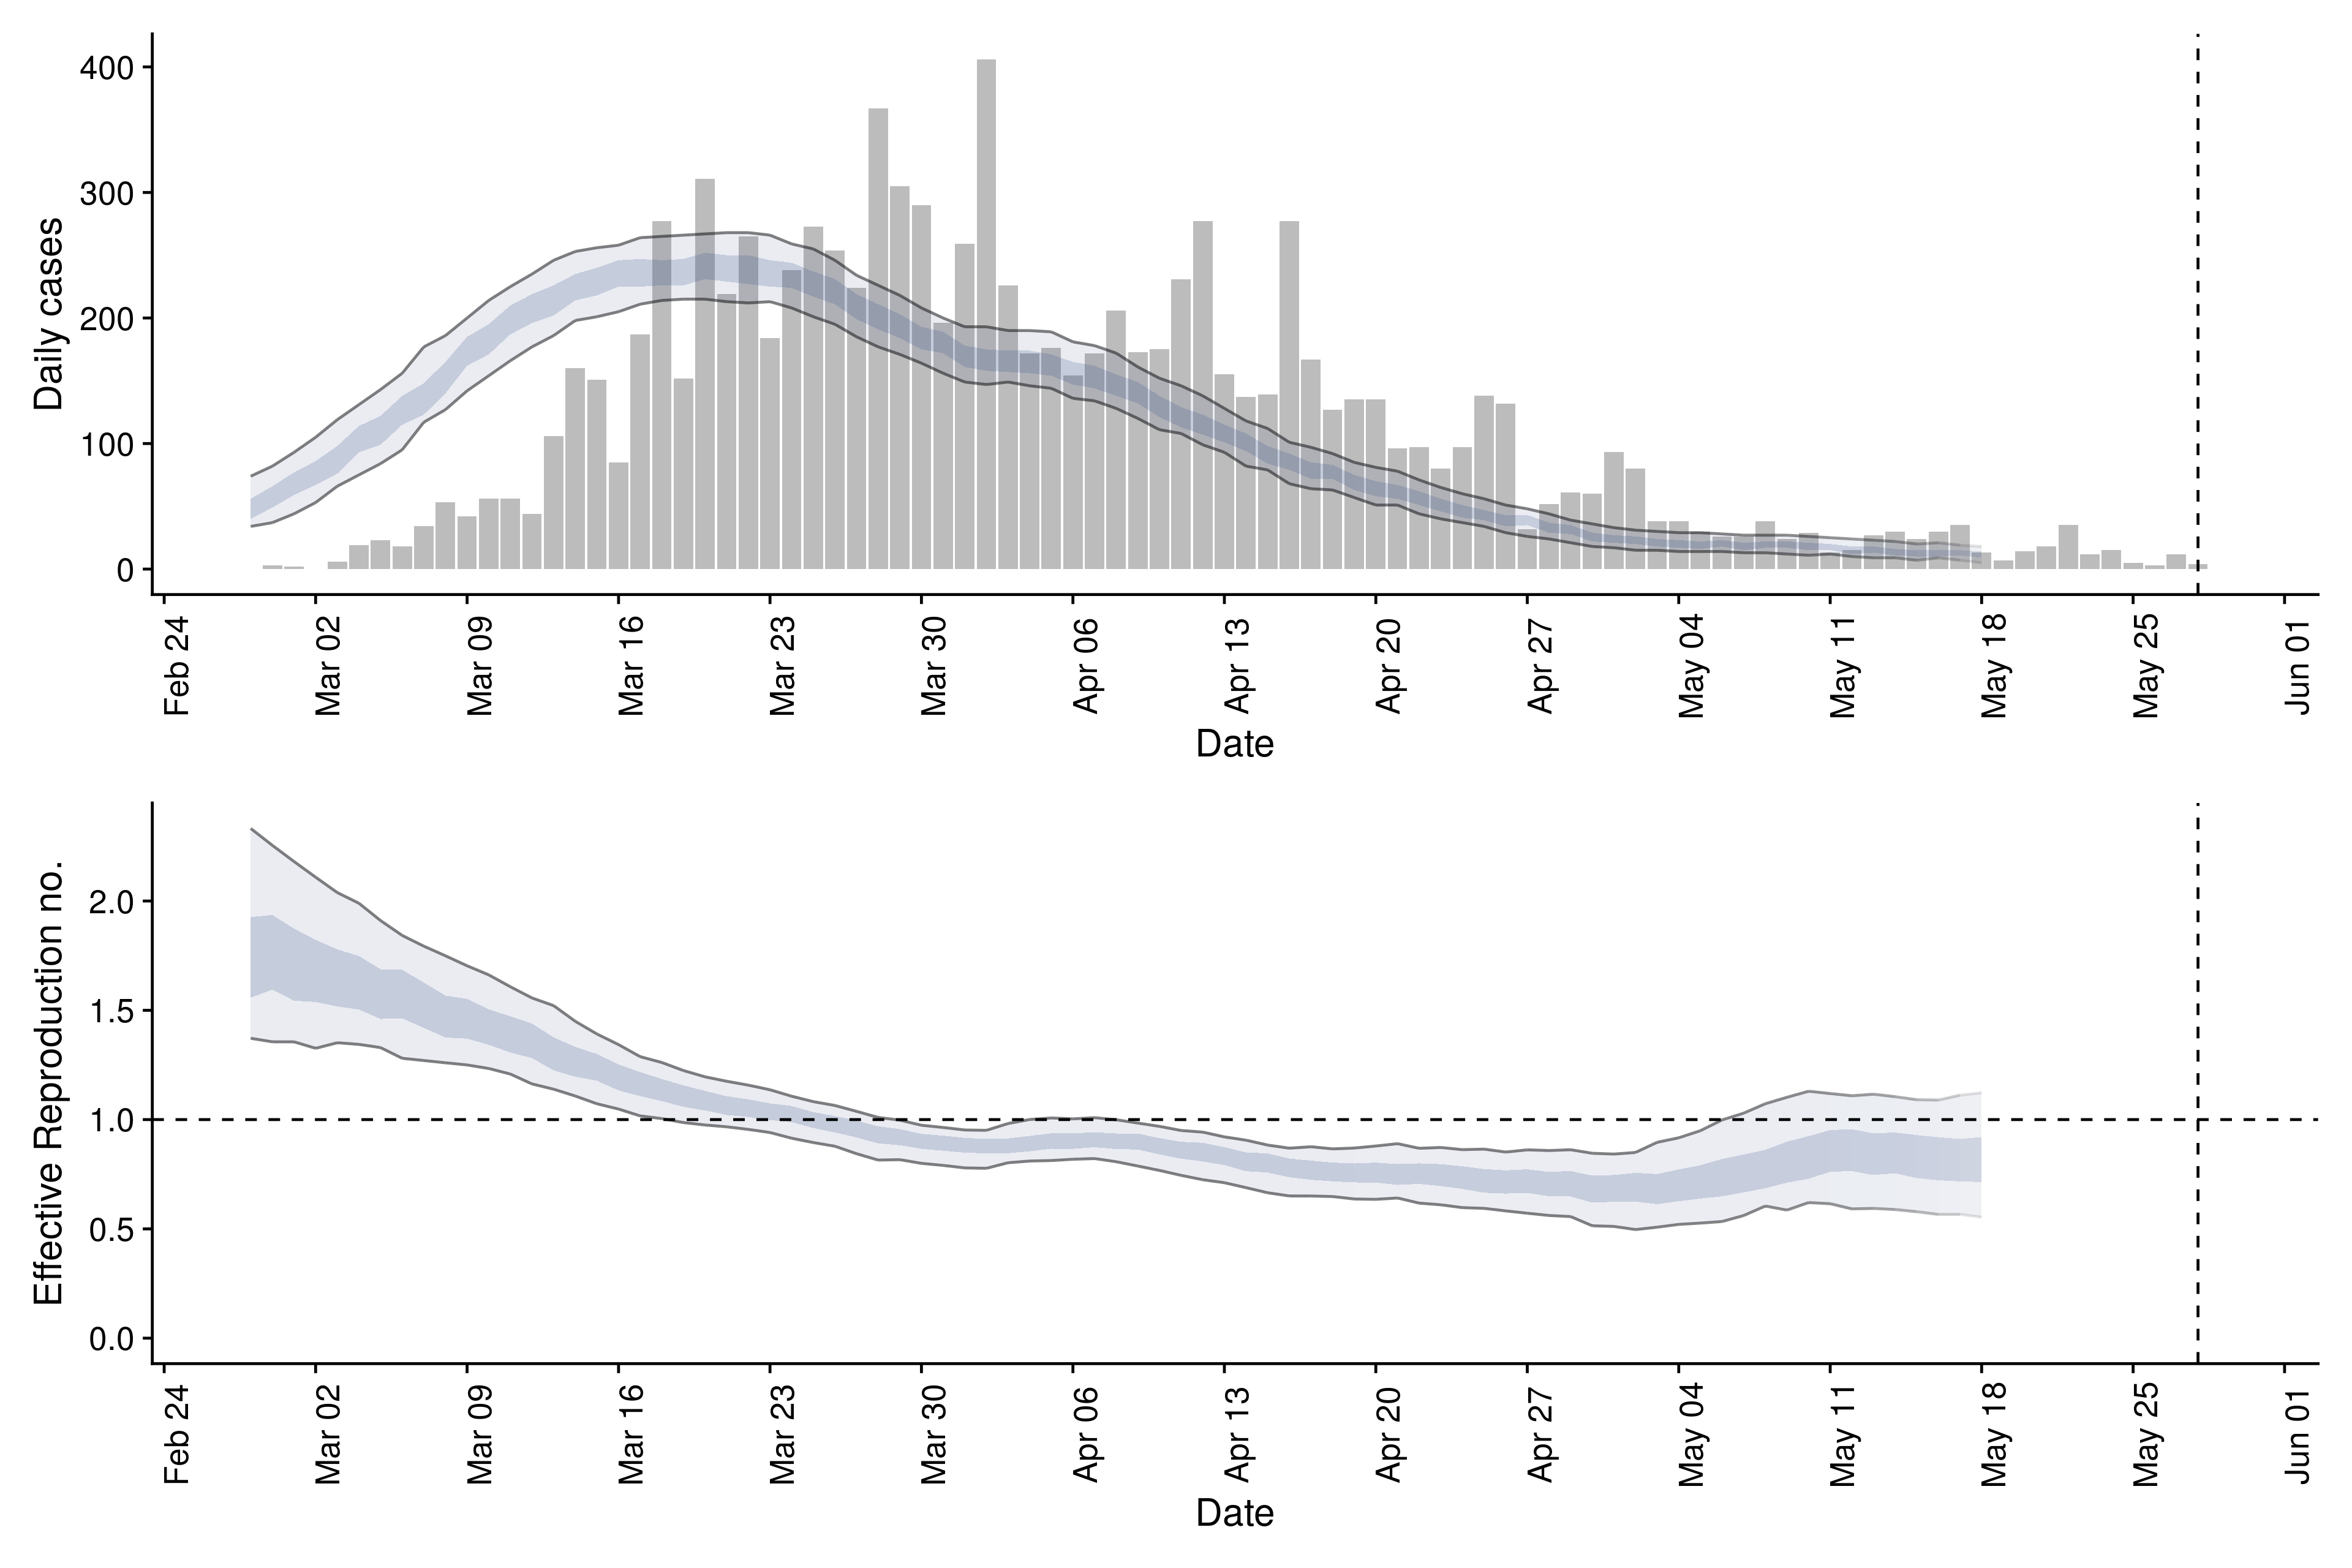 Daily cases
400
300
200
100
0
Feb 24 Mar 02 Mar 09 Mar 16 Mar 23 Mar 30 Apr 06 Apr 13 Apr 20 Apr 27 May 04 May 11 May 18 May 25 Jun 01
Date
Effective Reproduction no.
2.0
1.5
1.0
0.5
0.0
Feb 24 Mar 02 Mar 09 Mar 16 Mar 23 Mar 30 Apr 06 Apr 13 Apr 20 Apr 27 May 04 May 11 May 18 May 25 Jun 01
Date